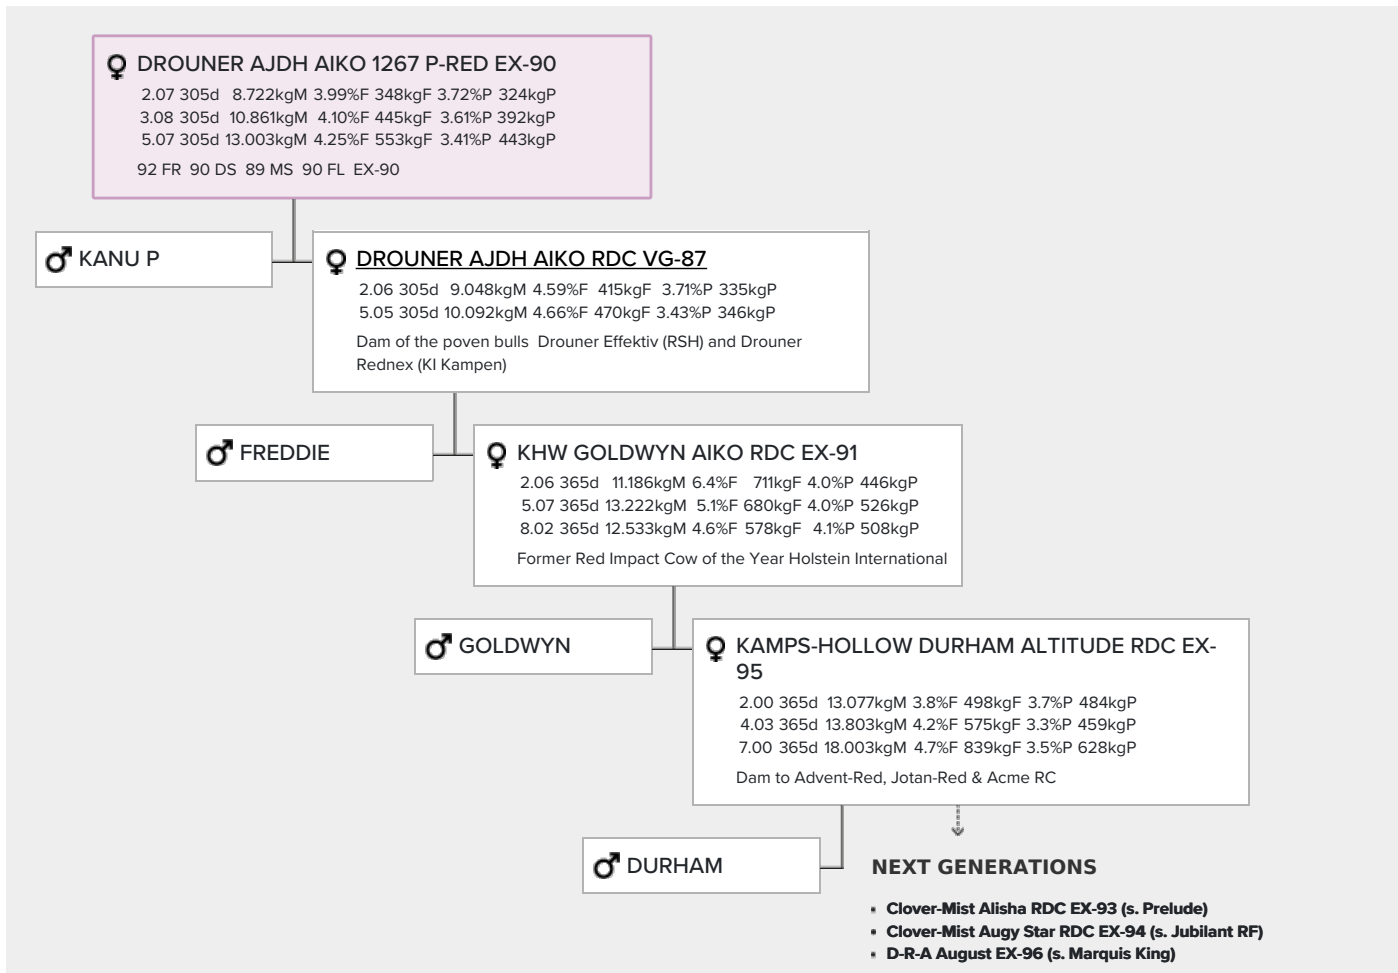 DROUNER AJDH AIKO 1267 P-RED EX-90
2.07 305d 8.722kgM 3.99%F 348kgF 3.72%P 324kgP
3.08 305d 10.861kgM 4.10%F 445kgF 3.61%P 392kgP
5.07 305d 13.003kgM 4.25%F 553kgF 3.41%P 443kgP
92 FR 90 DS 89 MS 90 FL EX-90
KANU P
DROUNER AJDH AIKO RDC VG-87
2.06 305d 9.048kgM 4.59%F 415kgF 3.71%P 335kgP
5.05 305d 10.092kgM 4.66%F 470kgF 3.43%P 346kgP
Dam of the poven bulls Drouner Effektiv (RSH) and Drouner
Rednex (KI Kampen)
FREDDIE
KHW GOLDWYN AIKO RDC EX-91
2.06 365d 11.186kgM 6.4%F 711kgF 4.0%P 446kgP
5.07 365d 13.222kgM 5.1%F 680kgF 4.0%P 526kgP
8.02 365d 12.533kgM 4.6%F 578kgF 4.1%P 508kgP
Former Red Impact Cow of the Year Holstein International
GOLDWYN
KAMPS-HOLLOW DURHAM ALTITUDE RDC EX-
95
2.00 365d 13.077kgM 3.8%F 498kgF 3.7%P 484kgP
4.03 365d 13.803kgM 4.2%F 575kgF 3.3%P 459kgP
7.00 365d 18.003kgM 4.7%F 839kgF 3.5%P 628kgP
Dam to Advent-Red, Jotan-Red & Acme RC
DURHAM
NEXT GENERATIONS
Clover-Mist Alisha RDC EX-93 (s. Prelude)
Clover-Mist Augy Star RDC EX-94 (s. Jubilant RF)
D-R-A August EX-96 (s. Marquis King)